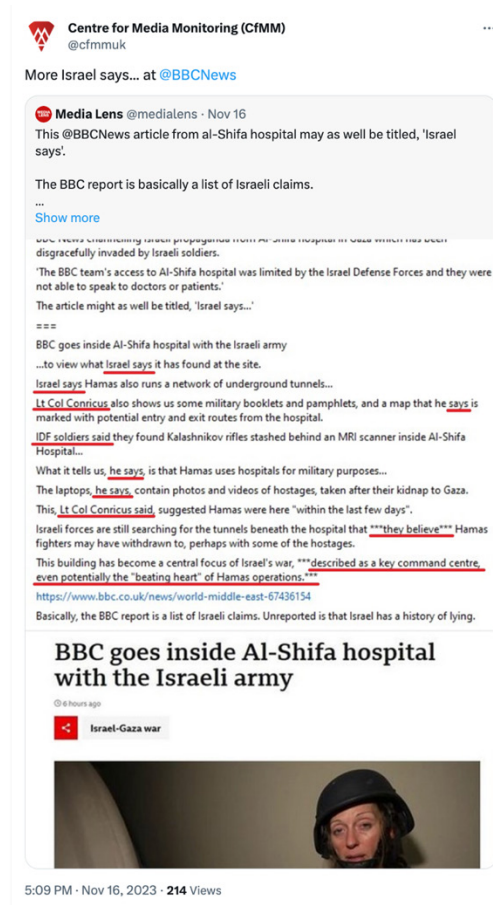 Centre for Media Monitoring (CfMM)
@cfmmuk
More Israel says... at @BBCNews
Media Lens @medialens · Nov 16
This @BBCNews article from al-Shifa hospital may as well be titled, 'Israel
says'.
The BBC report is basically a list of Israeli claims.
...
Show more
BBC News channelling Israeli propaganda from Al-Shifa hospital in Gaza which has been
disgracefully invaded by Israeli soldiers.
'The BBC team's access to Al-Shifa hospital was limited by the Israel Defense Forces and they were
not able to speak to doctors or patients.'
The article might as well be titled, 'Israel says...'
===
BBC goes inside Al-Shifa hospital with the Israeli army
...to view what Israel says it has found at the site.
Israel says Hamas also runs a network of underground tunnels...
Lt Col Conricus also shows us some military booklets and pamphlets, and a map that he says is
marked with potential entry and exit routes from the hospital.
IDF soldiers said they found Kalashnikov rifles stashed behind an MRI scanner inside Al-Shifa
Hospital...
What it tells us, he says, is that Hamas uses hospitals for military purposes...
The laptops, he says, contain photos and videos of hostages, taken after their kidnap to Gaza.
This, Lt Col Conricus said, suggested Hamas were here "within the last few days".
Israeli forces are still searching for the tunnels beneath the hospital that ***they believe*** Hamas
fighters may have withdrawn to, perhaps with some of the hostages.
This building has become a central focus of Israel's war, ***described as a key command centre,
even potentially the "beating heart" of Hamas operations.***
https://www.bbc.co.uk/news/world-middle-east-67436154
Basically, the BBC report is a list of Israeli claims. Unreported is that Israel has a history of lying.
BBC goes inside Al-Shifa hospital
with the Israeli army
6 hours ago
Israel-Gaza war
5:09 PM · Nov 16, 2023 · 214 Views